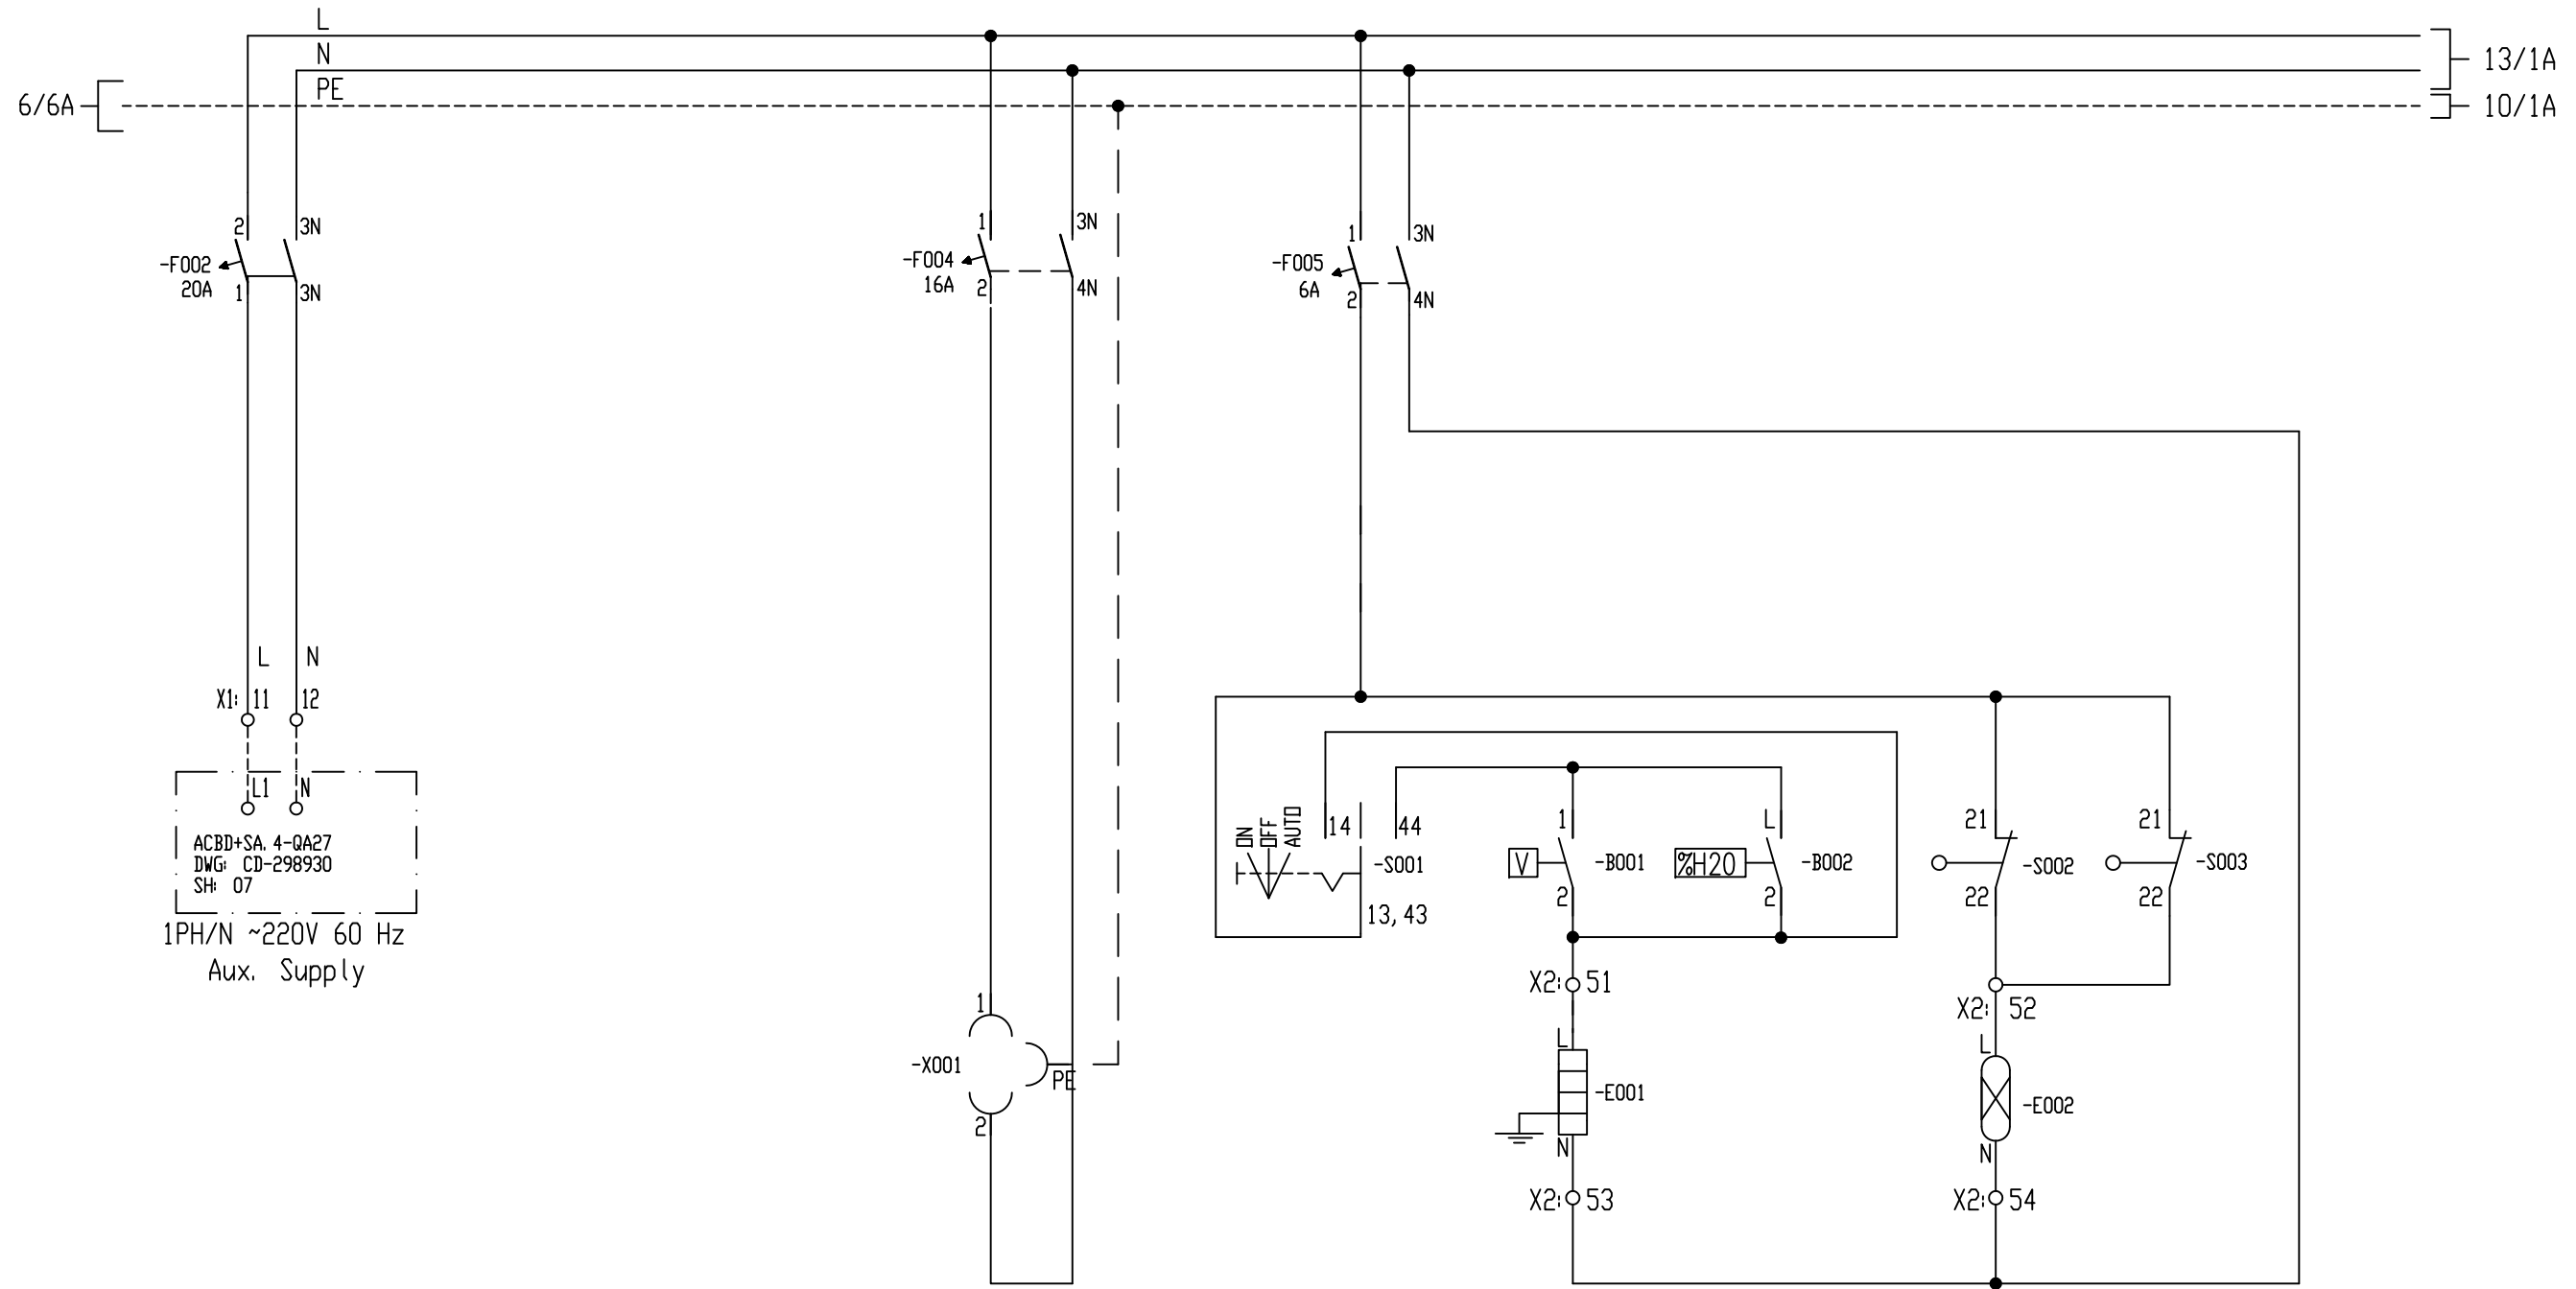 L
N
13/1A
PE
6/6A
10/1A
2
3N
-F002
20A
1
3N
1
3N
-F004
16A
2
4N
1
3N
-F005
6A
2
4N
L
N
X1:
11
12
L1
N
ACBD+SA.4-QA27
DWG: CD-298930
SH: 07
1PH/N ~220V 60 Hz
Aux. Supply
1
-X001
PE
2
ON
OFF
AUTO
14
44
-S001
13,43
1
V
-B001
2
L
%H2O
-B002
2
21
-S002
22
21
-S003
22
X2:
51
X2:
52
L
-E001
N
L
-E002
N
X2:
53
X2:
54